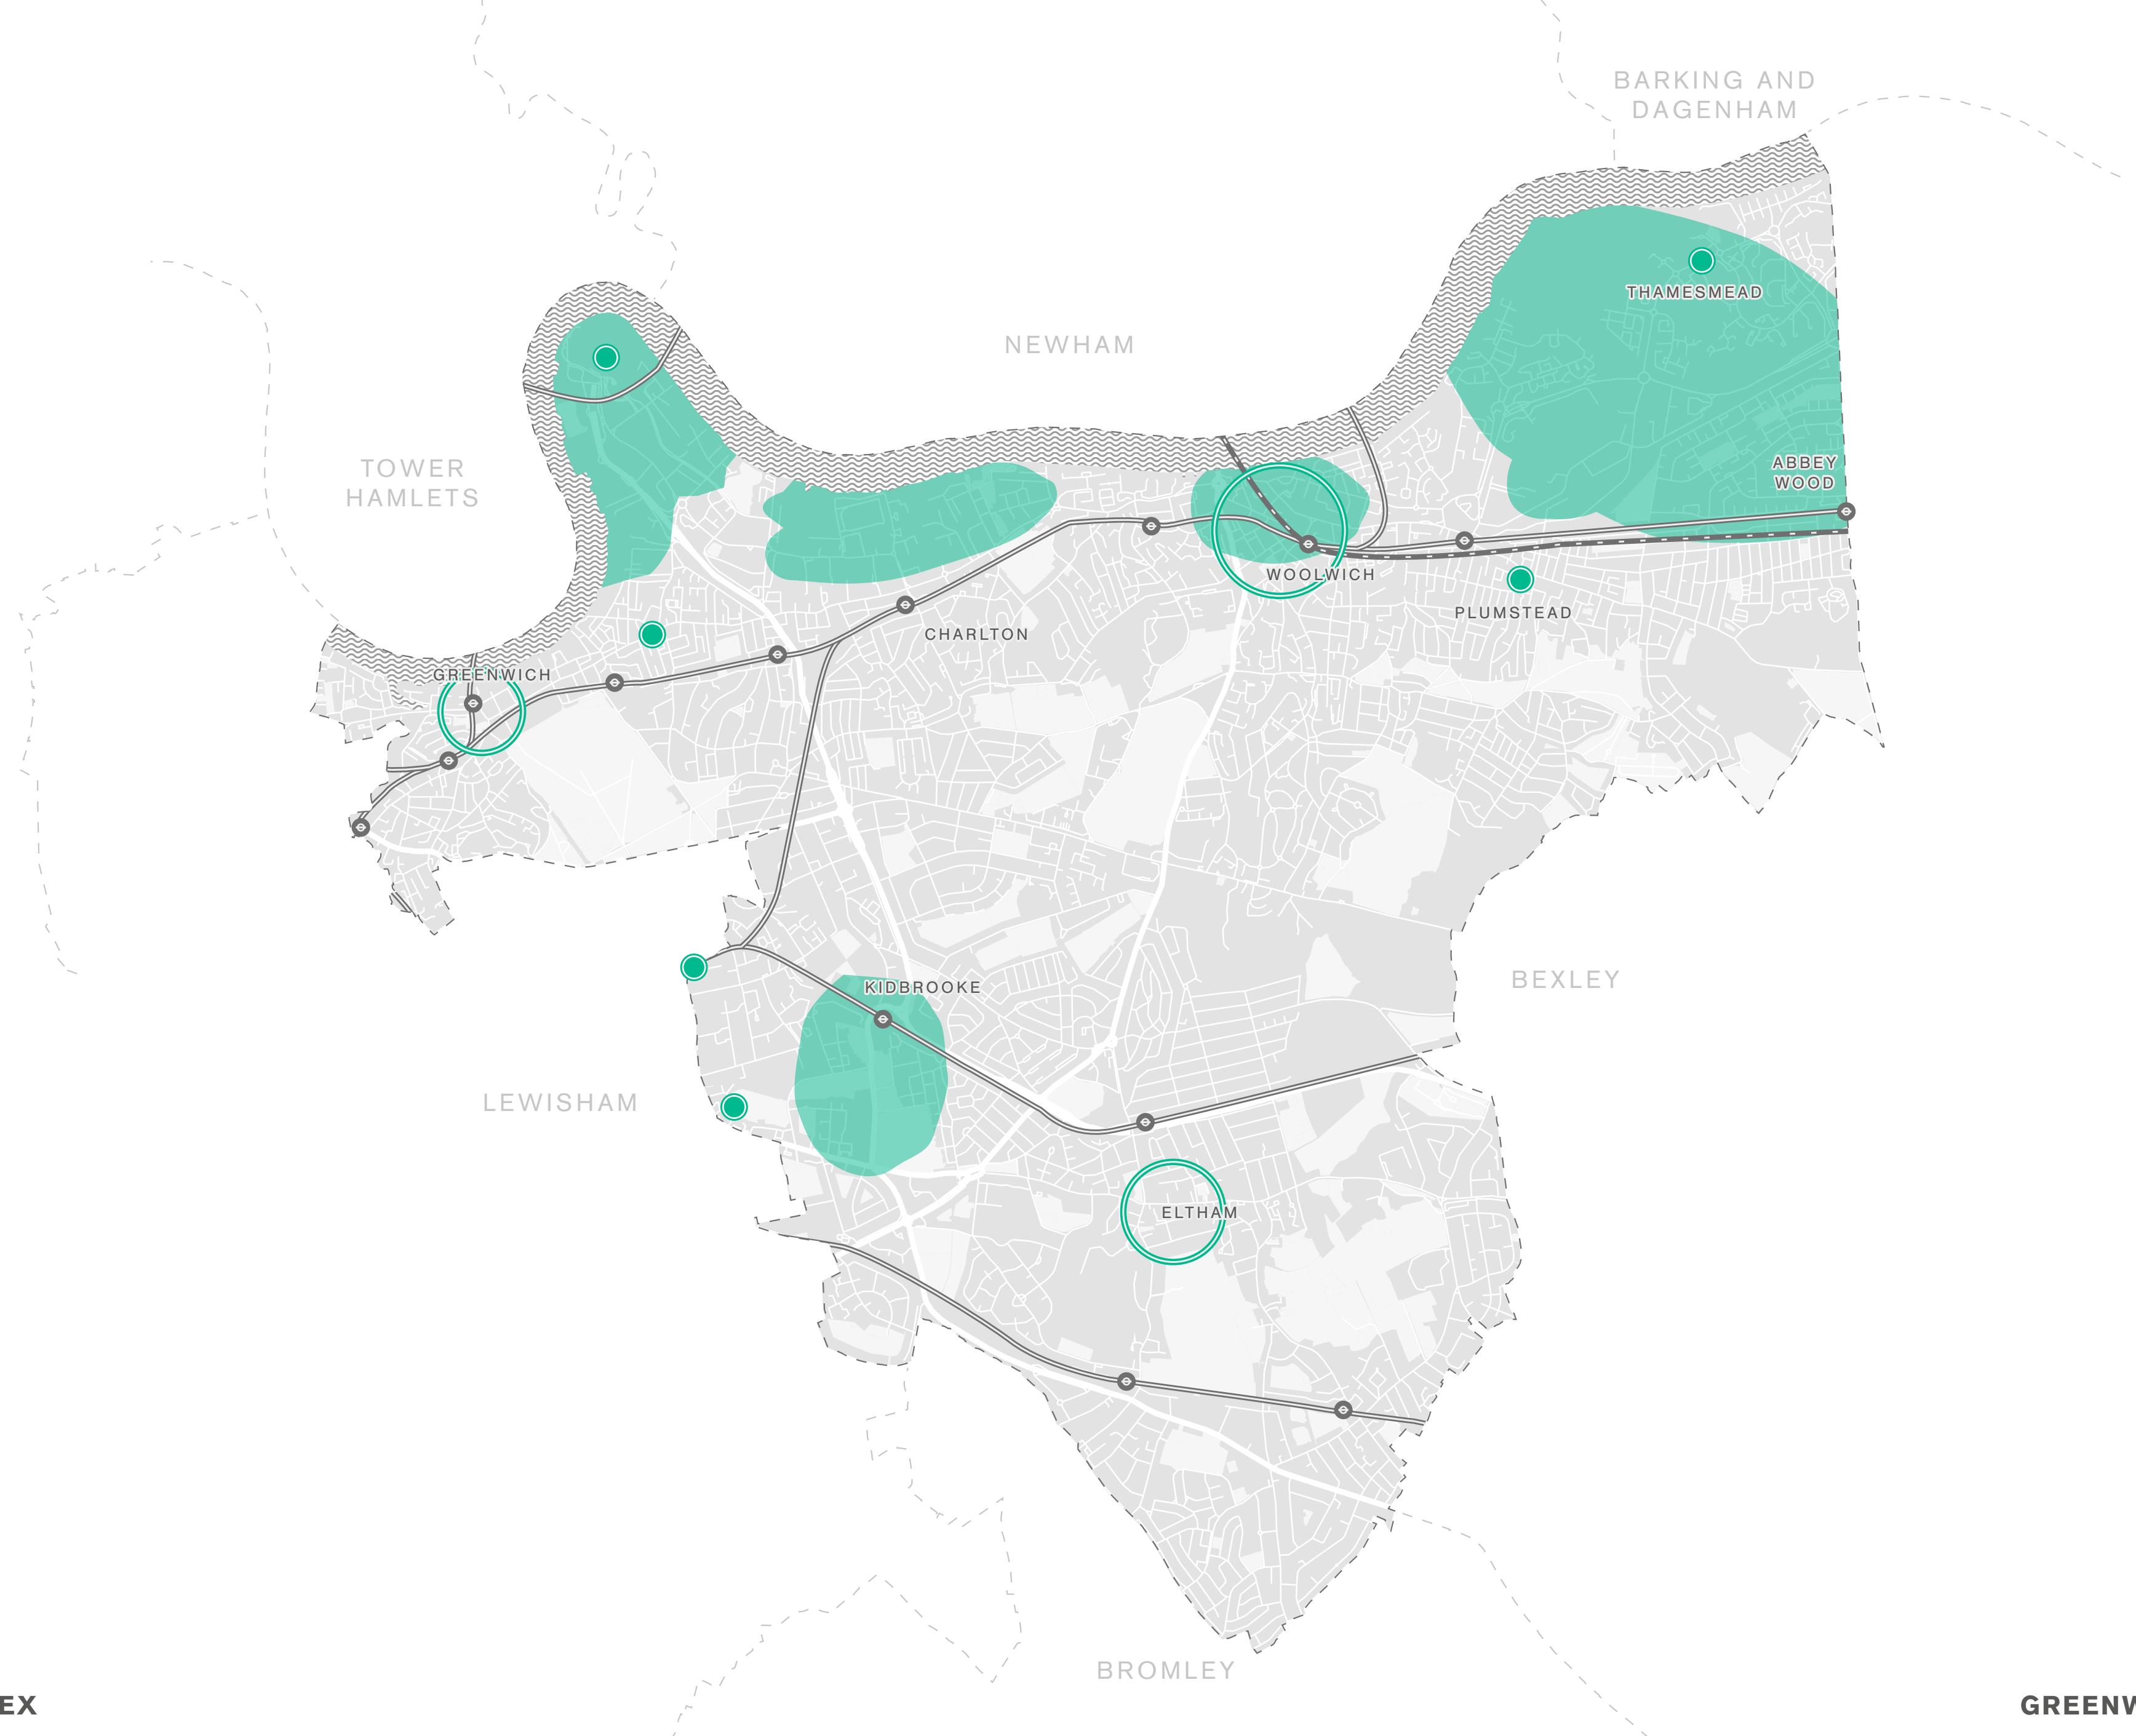 BARKING AND
DAGENHAM
THAMESMEAD
NEWHAM
TOWER
HAMLETS
ABBEY
WOOD
WOOLWICH
PLUMSTEAD
CHARLTON
GREENWICH
BEXLEY
KIDBROOKE
LEWISHAM
ELTHAM
BROMLEY
EX
GREENW